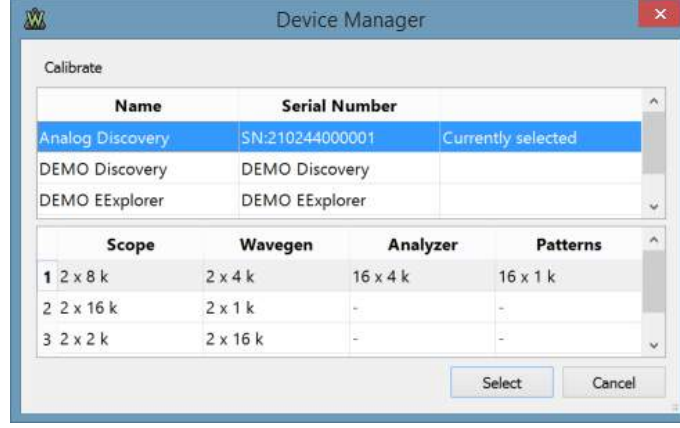 Device Manager
Calibrate
Name Serial Number
Analog Discovery SN:210244000001 Currently selected
DEMO Discovery DEMO Discovery
DEMO EExplorer DEMO EExplorer
Scope Wavegen Analyzer Patterns
1 2 x 8 k 2 x 4 k 16 x 4 k 16 x 1 k
2 2 x 16 k 2 x 1 k - -
3 2 x 2 k 2 x 16 k - -
Select Cancel